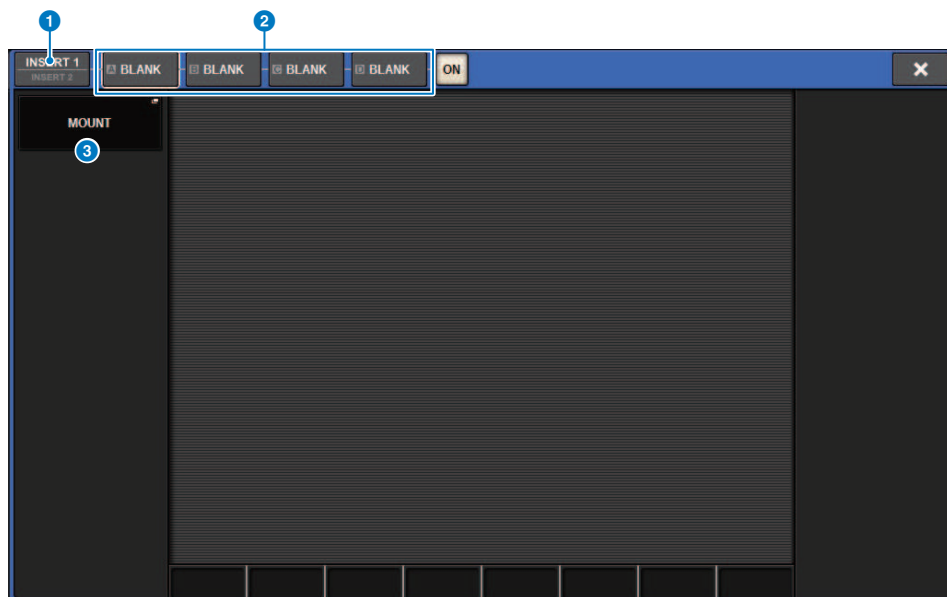 1 2
INSERT 1
INSERT 2
A BLANK B BLANK C BLANK D BLANK ON ×
MOUNT
3